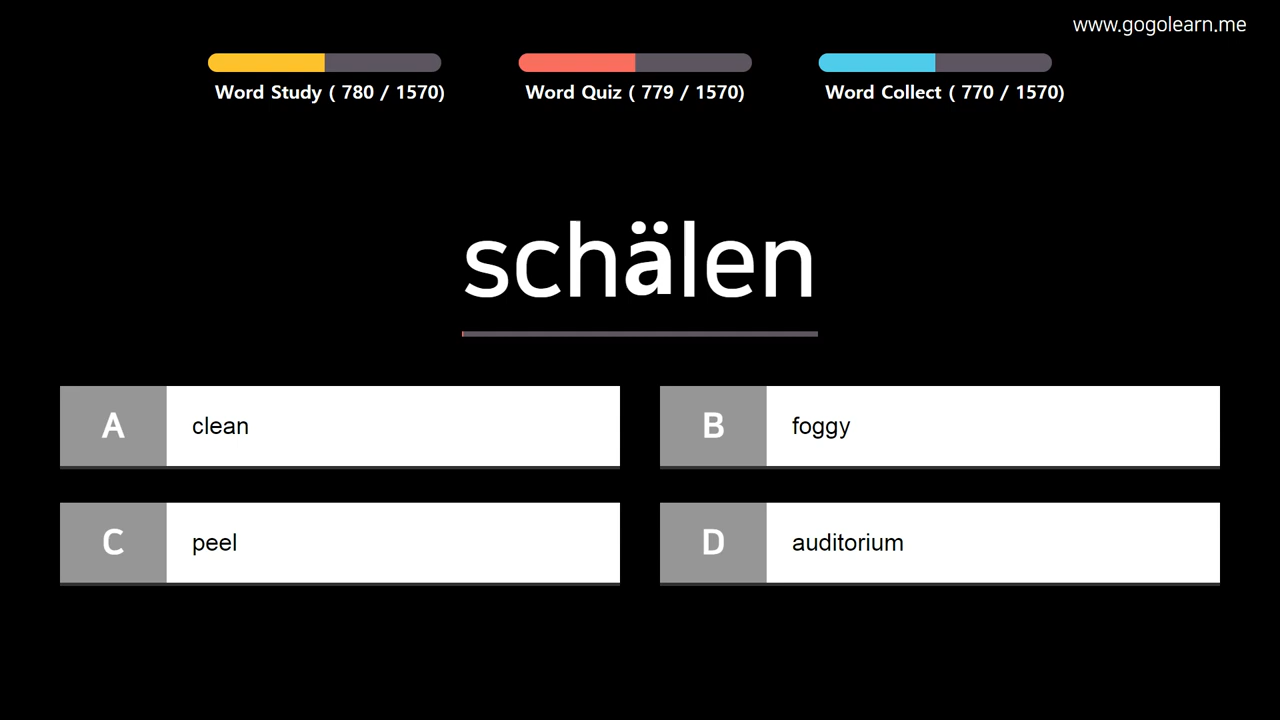 www.gogolearn.me
Word Study ( 780 / 1570)
Word Quiz ( 779 / 1570)
Word Collect ( 770 / 1570)
schälen
A clean
B foggy
C peel
D auditorium